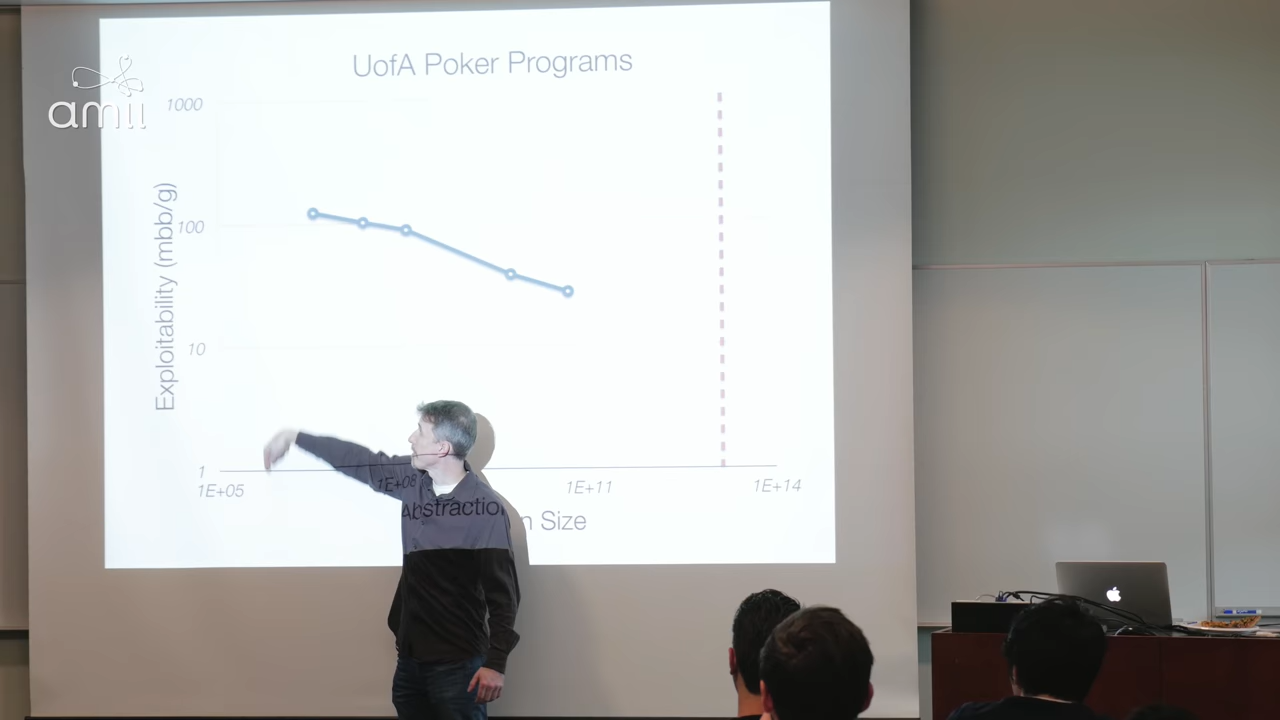 UofA Poker Programs
amii
1000
100
10
1
Exploitability (mbb/g)
1E+05
1E+08
1E+11
1E+14
Abstraction Size